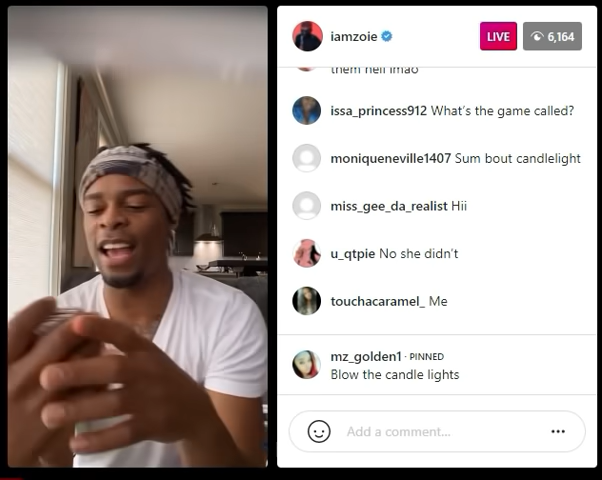 iamzoie
LIVE
6,164
them hell lmao
issa_princess912 What's the game called?
moniqueneville1407 Sum bout candlelight
miss_gee_da_realist Hii
u_qtpie No she didn't
touchacaramel_ Me
mz_golden1 · PINNED
Blow the candle lights
Add a comment...